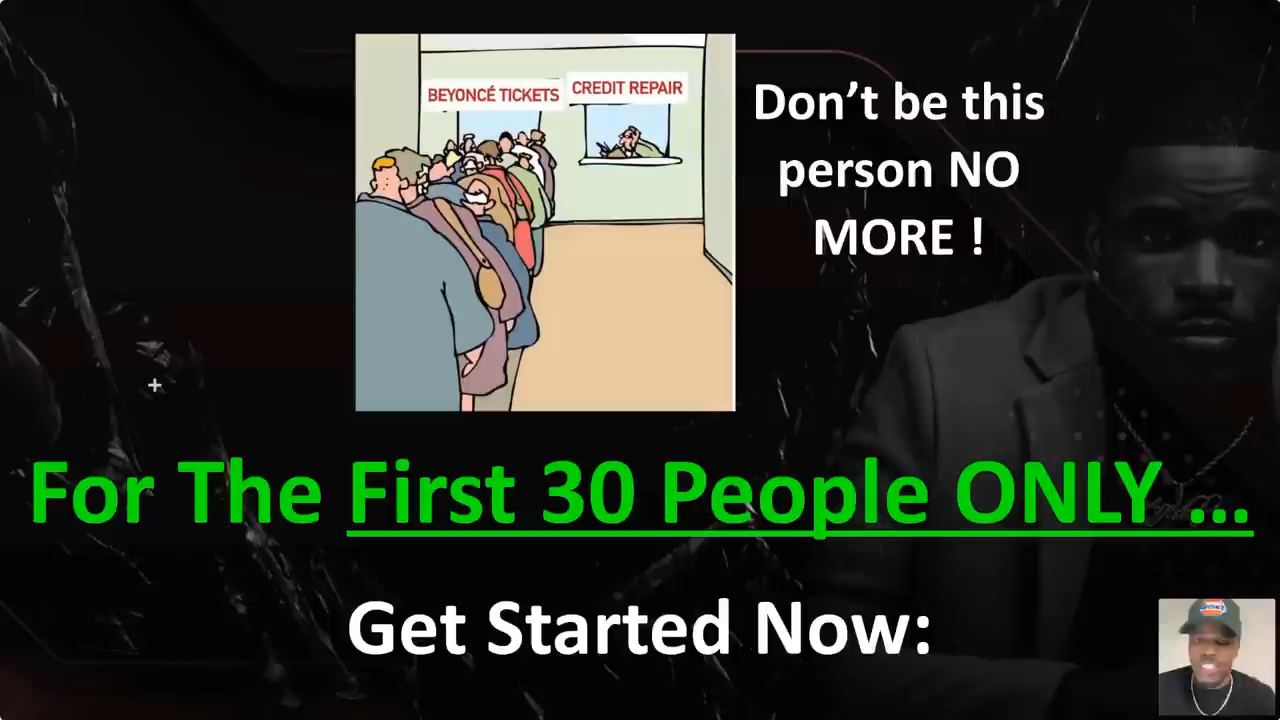 BEYONCÉ TICKETS
CREDIT REPAIR
Don’t be this
person NO
MORE !
For The First 30 People ONLY ...
Get Started Now: